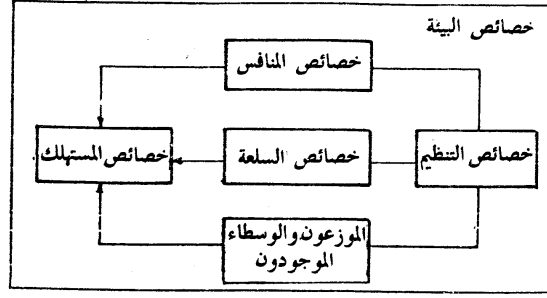 خصائص البيئة
خصائص المنافس
خصائص التنظيم
خصائص السلعة
خصائص المستهلك
الموزعون والوسطاء
الموجودون